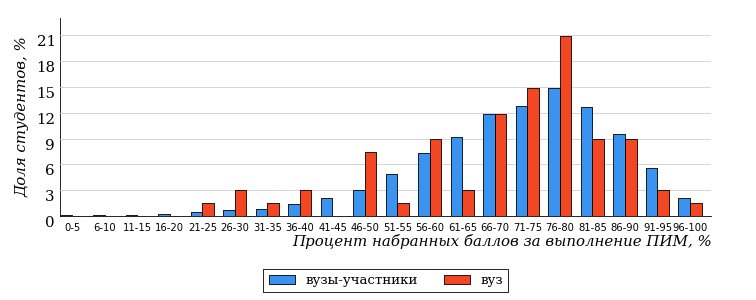 Доля студентов, %
21
18
15
12
9
6
3
0
0-5 6-10 11-15 16-20 21-25 26-30 31-35 36-40 41-45 46-50 51-55 56-60 61-65 66-70 71-75 76-80 81-85 86-90 91-95 96-100
Процент набранных баллов за выполнение ПИМ, %
вузы-участники вуз